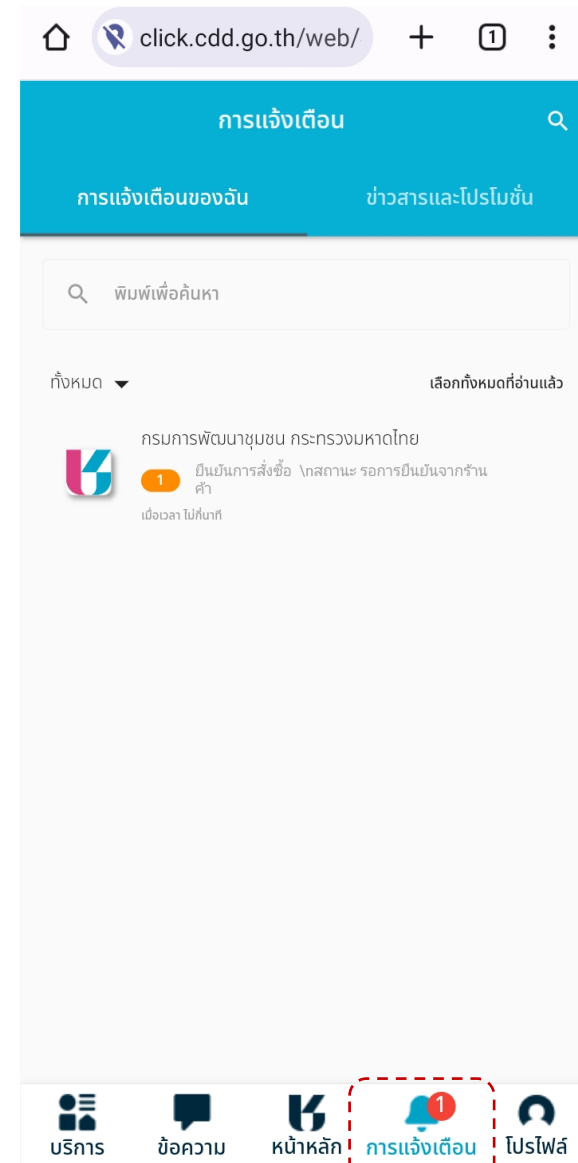 click.cdd.go.th/web/
1
การแจ้งเตือน
การแจ้งเตือนของฉัน
ข่าวสารและโปรโมชั่น
พิมพ์เพื่อค้นหา
ทั้งหมด
เลือกทั้งหมดที่อ่านแล้ว
กรมการพัฒนาชุมชน กระทรวงมหาดไทย
1
ยืนยันการสั่งซื้อ \nสถานะ รอการยืนยันจากร้าน
ค้า
เมื่อเวลา ไม่กี่นาที
1
บริการ
ข้อความ
หน้าหลัก
การแจ้งเตือน
โปรไฟล์